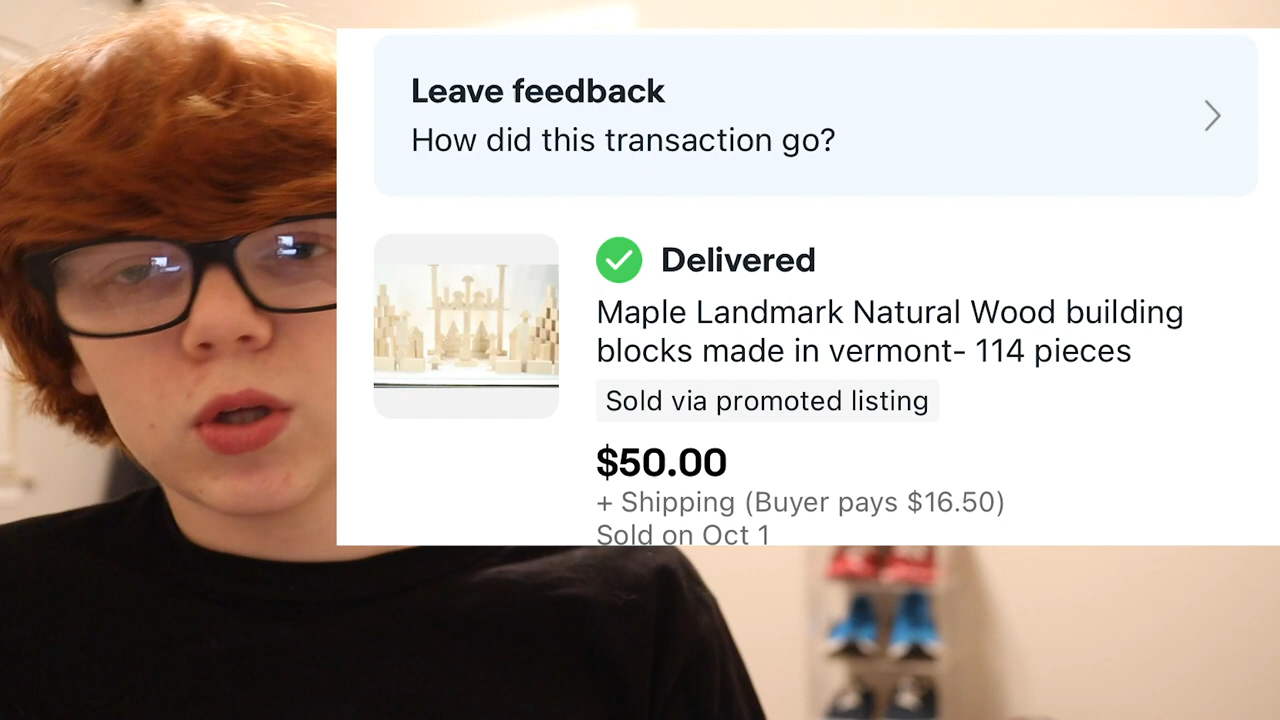 Leave feedback
How did this transaction go?
Delivered
Maple Landmark Natural Wood building
blocks made in vermont- 114 pieces
Sold via promoted listing
$50.00
+ Shipping (Buyer pays $16.50)
Sold on Oct 1